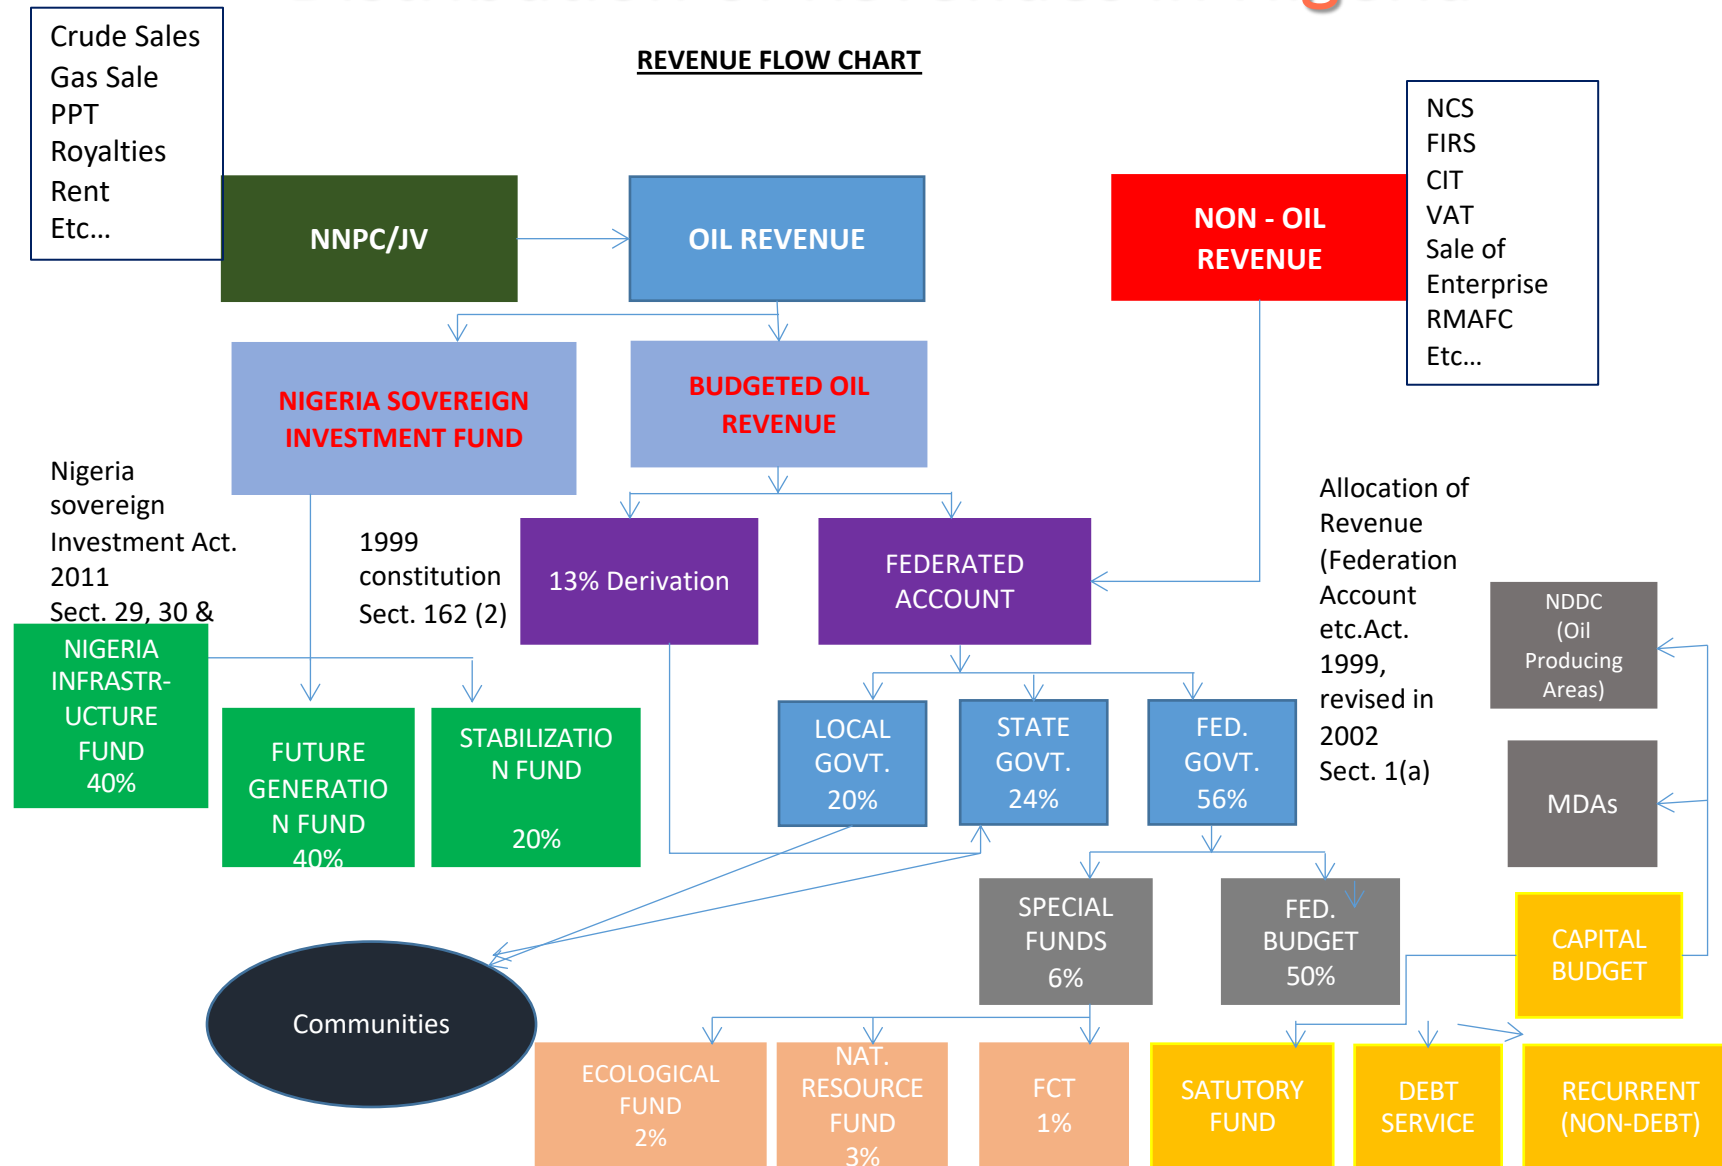 REVENUE FLOW CHART
Crude Sales
Gas Sale
PPT
Royalties
Rent
Etc...
NNPC/JV
OIL REVENUE
NON - OIL
REVENUE
NCS
FIRS
CIT
VAT
Sale of
Enterprise
RMAFC
Etc...
NIGERIA SOVEREIGN
INVESTMENT FUND
BUDGETED OIL
REVENUE
Nigeria
sovereign
Investment Act.
2011
Sect. 29, 30 &
1999
constitution
Sect. 162 (2)
13% Derivation
FEDERATED
ACCOUNT
Allocation of
Revenue
(Federation
Account
etc.Act.
1999,
revised in
2002
Sect. 1(a)
NDDC
(Oil
Producing
Areas)
MDAs
NIGERIA
INFRASTR-
UCTURE
FUND
40%
FUTURE
GENERATIO
N FUND
40%
STABILIZATIO
N FUND
20%
LOCAL
GOVT.
20%
STATE
GOVT.
24%
FED.
GOVT.
56%
SPECIAL
FUNDS
6%
FED.
BUDGET
50%
CAPITAL
BUDGET
Communities
ECOLOGICAL
FUND
2%
NAT.
RESOURCE
FUND
3%
FCT
1%
SATUTORY
FUND
DEBT
SERVICE
RECURRENT
(NON-DEBT)